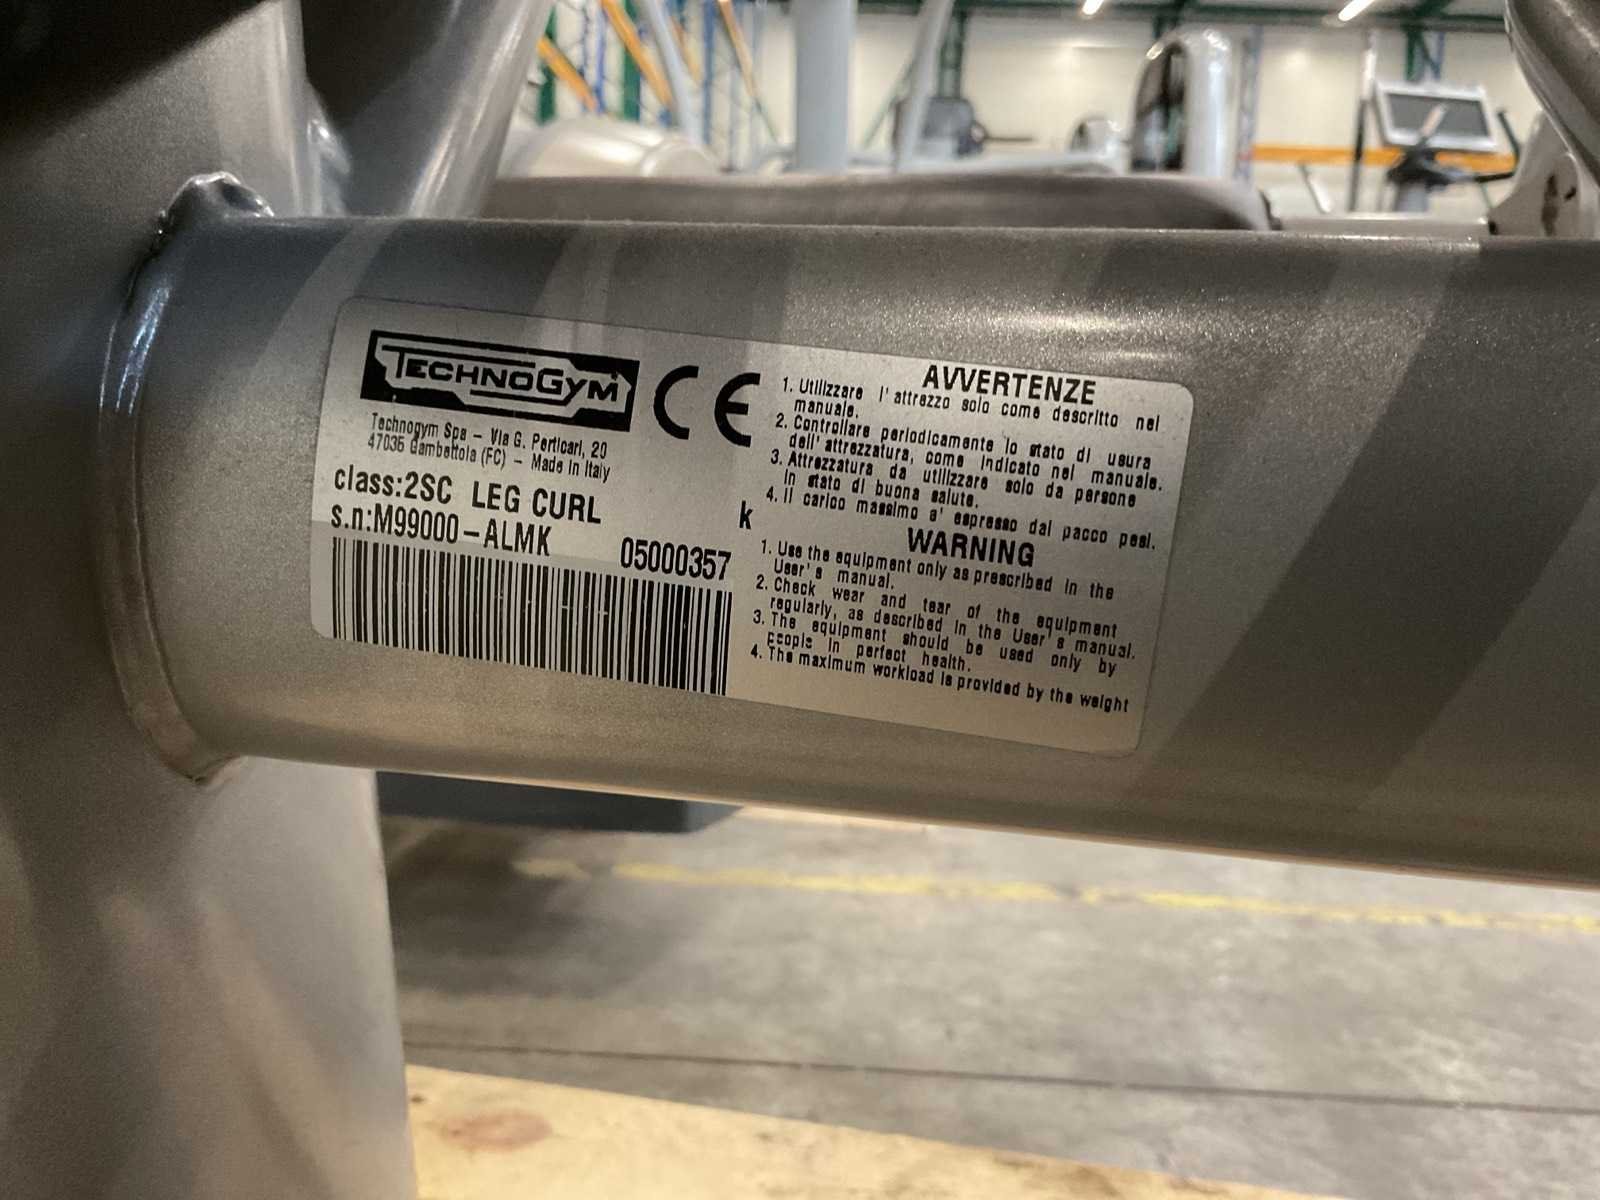 TECHNOGYM
CE
Technogym Spa - Via G. Perticari, 20
47035 Gambettola (FC) - Made in Italy
class:2SC LEG CURL
k
s.n:M99000-ALMK 05000357
AVVERTENZE
1. Utilizzare l'attrezzo solo come descritto nel
manuale.
2. Controllare periodicamente lo stato di usura
dell'attrezzatura, come indicato nel manuale.
3. Attrezzatura da utilizzare solo da persone
in stato di buona salute.
4. Il carico massimo a' espresso dal pacco pesi.
WARNING
1. Use the equipment only as prescribed in the
User's manual.
2. Check wear and tear of the equipment
regularly, as described in the User's manual.
3. The equipment should be used only by
people in perfect health.
4. The maximum workload is provided by the weight